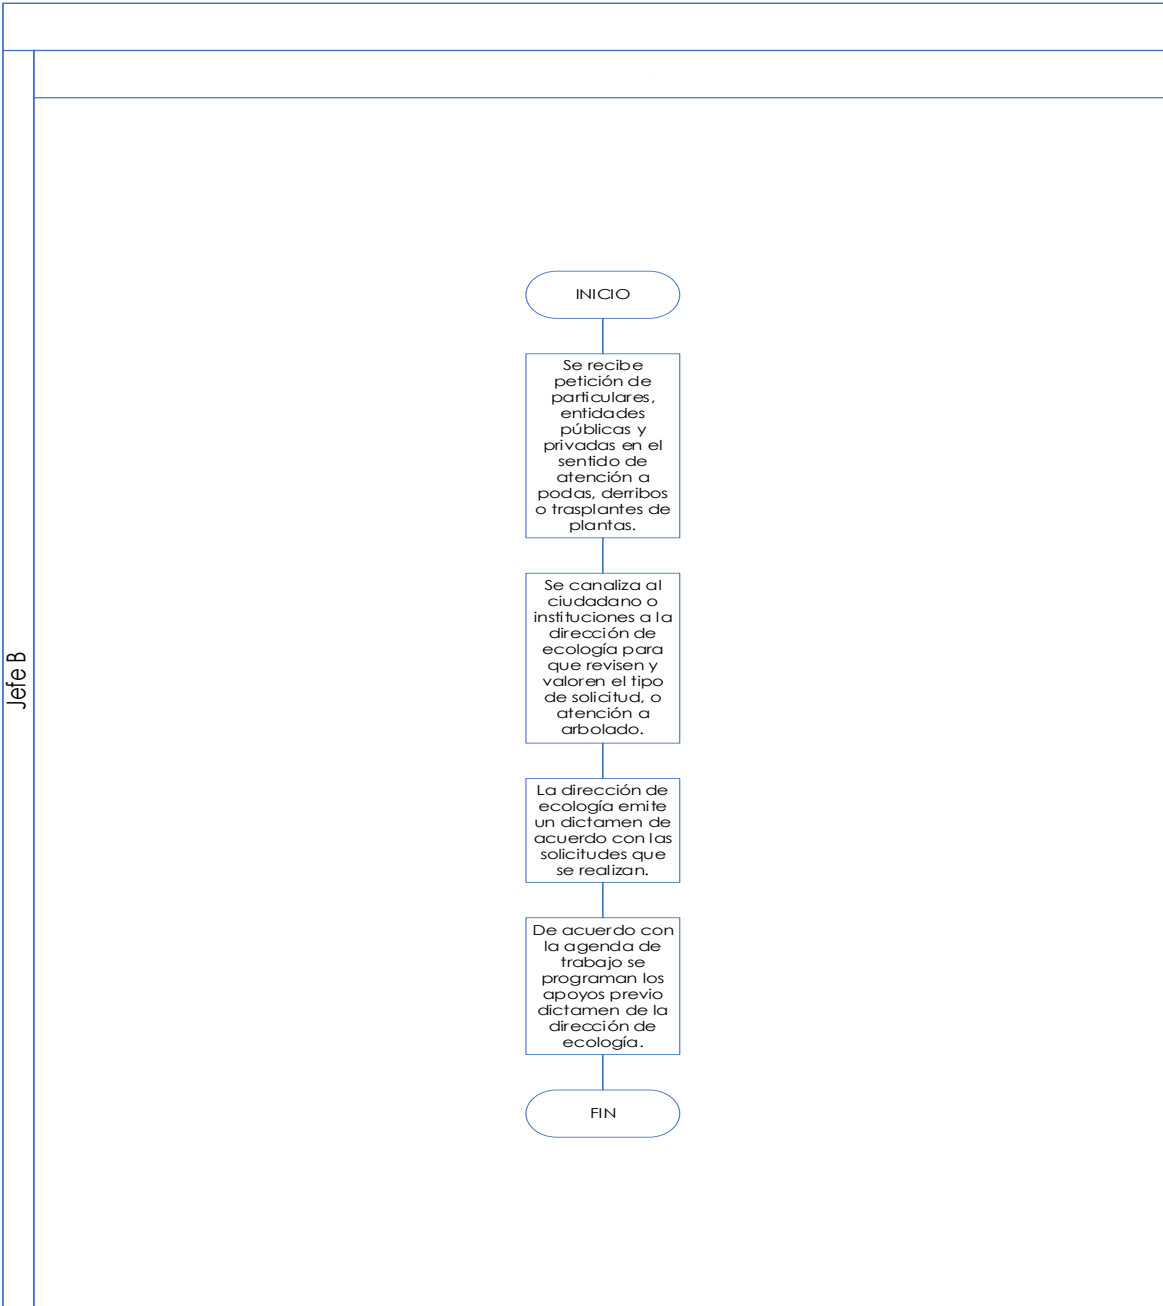 INICIO
Se recibe
petición de
particulares,
entidades
públicas y
privadas en el
sentido de
atención a
podas, derribos
o trasplantes de
plantas.
Se canaliza al
ciudadano o
instituciones a la
dirección de
ecología para
que revisen y
valoren el tipo
de solicitud, o
atención a
arbolado.
Jefe B
La dirección de
ecología emite
un dictamen de
acuerdo con las
solicitudes que
se realizan.
De acuerdo con
la agenda de
trabajo se
programan los
apoyos previo
dictamen de la
dirección de
ecología.
FIN